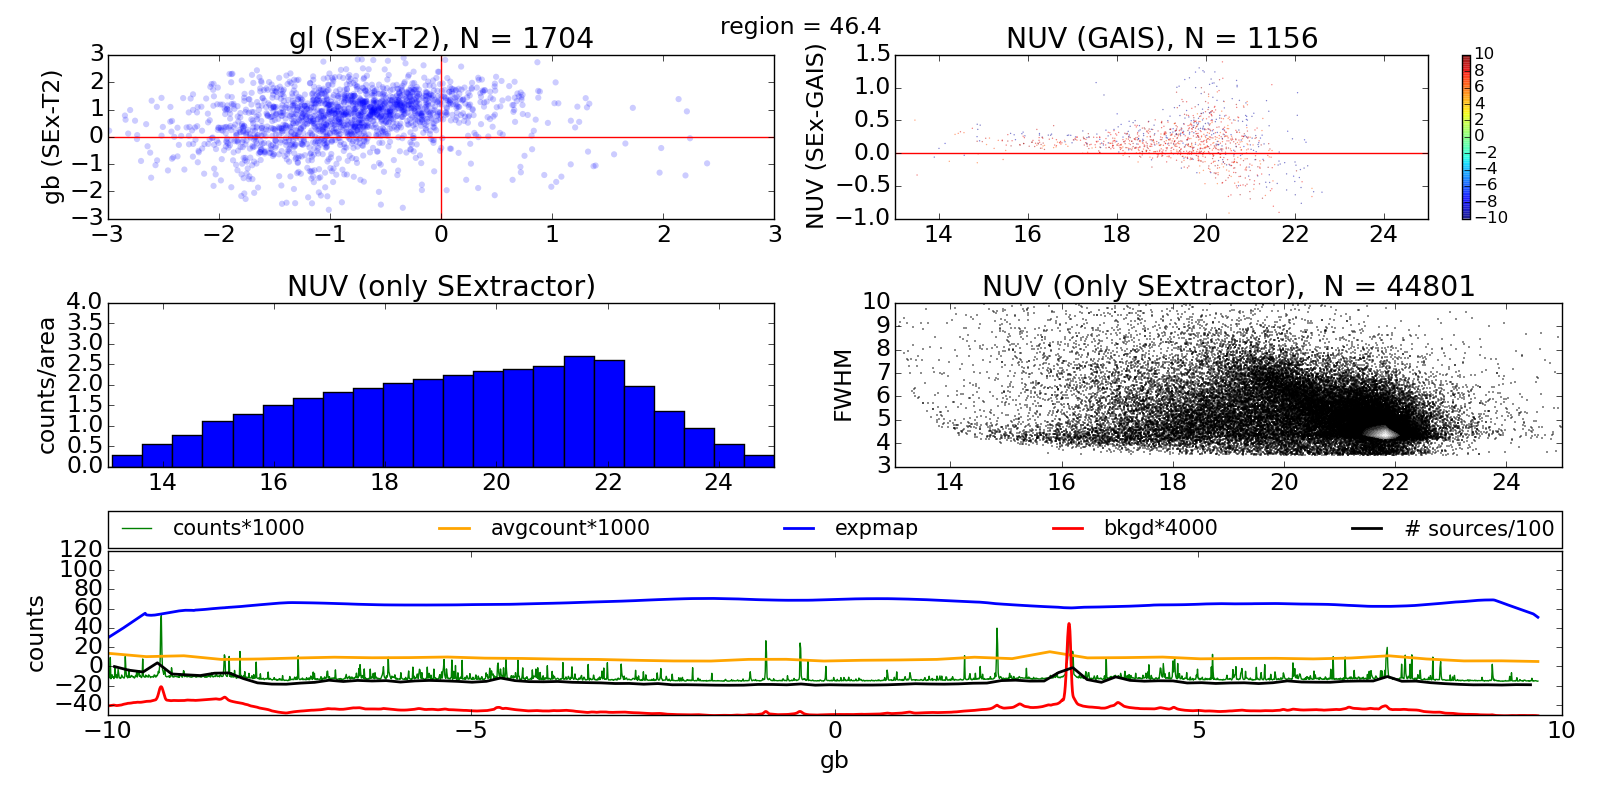 region = 46.4
gl (SEx-T2), N = 1704
gb (SEx-T2)
3
2
1
0
−1
−2
−3
−3 −2 −1 0 1 2 3
NUV (GAIS), N = 1156
NUV (SEx-GAIS)
1.5
1.0
0.5
0.0
−0.5
−1.0
14 16 18 20 22 24
10
8
6
4
2
0
−2
−4
−6
−8
−10
NUV (only SExtractor)
counts/area
4.0
3.5
3.0
2.5
2.0
1.5
1.0
0.5
0.0
14 16 18 20 22 24
NUV (Only SExtractor), N = 44801
FWHM
10
9
8
7
6
5
4
3
14 16 18 20 22 24
counts*1000 avgcount*1000 expmap bkgd*4000 # sources/100
counts
120
100
80
60
40
20
0
−20
−40
−10 −5 0 5 10
gb